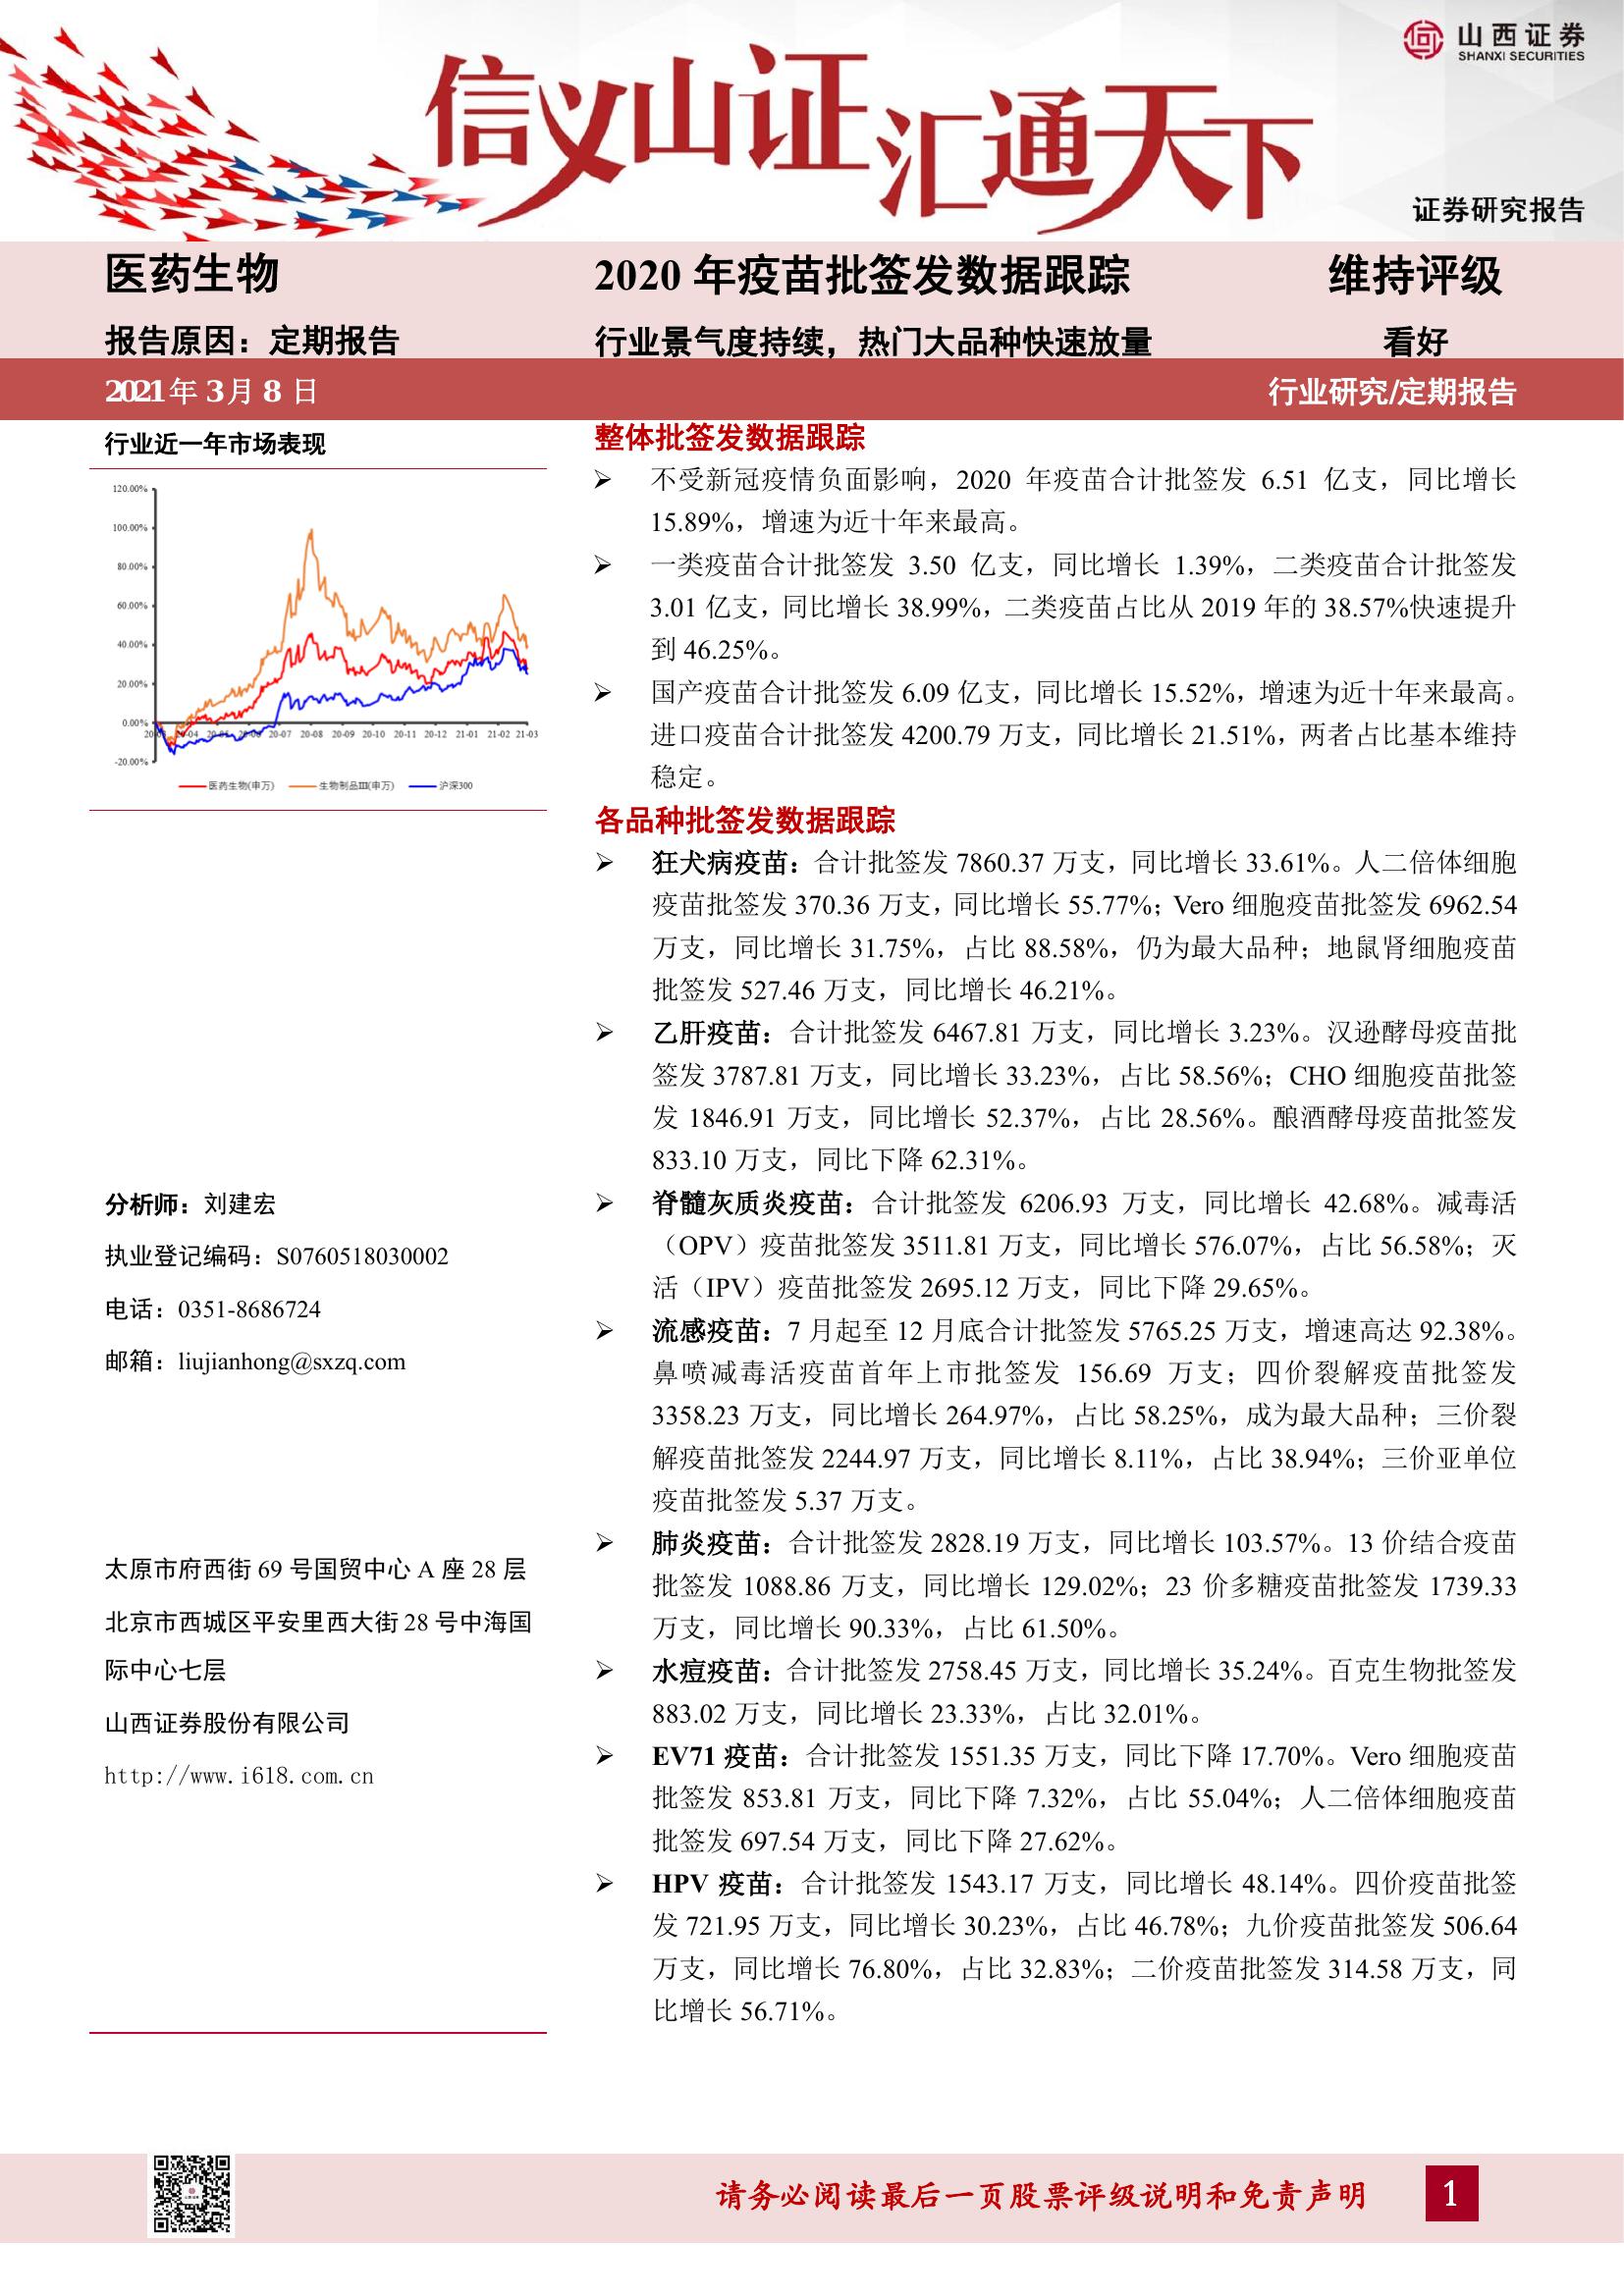 山西证券
SHANXI SECURITIES
信义山证汇通天下
证券研究报告
医药生物
2020 年疫苗批签发数据跟踪
维持评级
报告原因：定期报告
行业景气度持续，热门大品种快速放量
看好
2021 年 3 月 8 日
行业研究/定期报告
行业近一年市场表现
120.00%
100.00%
80.00%
60.00%
40.00%
20.00%
0.00%
-20.00%
20-03 20-04 20-05 20-06 20-07 20-08 20-09 20-10 20-11 20-12 21-01 21-02 21-03
医药生物(申万) 生物制品Ⅲ(申万) 沪深300
分析师：刘建宏
执业登记编码：S0760518030002
电话：0351-8686724
邮箱：liujianhong@sxzq.com
太原市府西街 69 号国贸中心 A 座 28 层
北京市西城区平安里西大街 28 号中海国
际中心七层
山西证券股份有限公司
http://www.i618.com.cn
整体批签发数据跟踪
➢ 不受新冠疫情负面影响，2020 年疫苗合计批签发 6.51 亿支，同比增长
15.89%，增速为近十年来最高。
➢ 一类疫苗合计批签发 3.50 亿支，同比增长 1.39%，二类疫苗合计批签发
3.01 亿支，同比增长 38.99%，二类疫苗占比从 2019 年的 38.57%快速提升
到 46.25%。
➢ 国产疫苗合计批签发 6.09 亿支，同比增长 15.52%，增速为近十年来最高。
进口疫苗合计批签发 4200.79 万支，同比增长 21.51%，两者占比基本维持
稳定。
各品种批签发数据跟踪
➢ 狂犬病疫苗：合计批签发 7860.37 万支，同比增长 33.61%。人二倍体细胞
疫苗批签发 370.36 万支，同比增长 55.77%；Vero 细胞疫苗批签发 6962.54
万支，同比增长 31.75%，占比 88.58%，仍为最大品种；地鼠肾细胞疫苗
批签发 527.46 万支，同比增长 46.21%。
➢ 乙肝疫苗：合计批签发 6467.81 万支，同比增长 3.23%。汉逊酵母疫苗批
签发 3787.81 万支，同比增长 33.23%，占比 58.56%；CHO 细胞疫苗批签
发 1846.91 万支，同比增长 52.37%，占比 28.56%。酿酒酵母疫苗批签发
833.10 万支，同比下降 62.31%。
➢ 脊髓灰质炎疫苗：合计批签发 6206.93 万支，同比增长 42.68%。减毒活
（OPV）疫苗批签发 3511.81 万支，同比增长 576.07%，占比 56.58%；灭
活（IPV）疫苗批签发 2695.12 万支，同比下降 29.65%。
➢ 流感疫苗：7 月起至 12 月底合计批签发 5765.25 万支，增速高达 92.38%。
鼻喷减毒活疫苗首年上市批签发 156.69 万支；四价裂解疫苗批签发
3358.23 万支，同比增长 264.97%，占比 58.25%，成为最大品种；三价裂
解疫苗批签发 2244.97 万支，同比增长 8.11%，占比 38.94%；三价亚单位
疫苗批签发 5.37 万支。
➢ 肺炎疫苗：合计批签发 2828.19 万支，同比增长 103.57%。13 价结合疫苗
批签发 1088.86 万支，同比增长 129.02%；23 价多糖疫苗批签发 1739.33
万支，同比增长 90.33%，占比 61.50%。
➢ 水痘疫苗：合计批签发 2758.45 万支，同比增长 35.24%。百克生物批签发
883.02 万支，同比增长 23.33%，占比 32.01%。
➢ EV71 疫苗：合计批签发 1551.35 万支，同比下降 17.70%。Vero 细胞疫苗
批签发 853.81 万支，同比下降 7.32%，占比 55.04%；人二倍体细胞疫苗
批签发 697.54 万支，同比下降 27.62%。
➢ HPV 疫苗：合计批签发 1543.17 万支，同比增长 48.14%。四价疫苗批签
发 721.95 万支，同比增长 30.23%，占比 46.78%；九价疫苗批签发 506.64
万支，同比增长 76.80%，占比 32.83%；二价疫苗批签发 314.58 万支，同
比增长 56.71%。
请务必阅读最后一页股票评级说明和免责声明
1